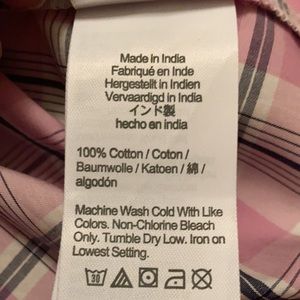 Made in India
Fabriqué en Inde
Hergestellt in Indien
Vervaardigd in India
インド製
hecho en india
100% Cotton / Coton /
Baumwolle / Katoen / 綿 /
algodón
Machine Wash Cold With Like
Colors. Non-Chlorine Bleach
Only. Tumble Dry Low. Iron on
Lowest Setting.
30